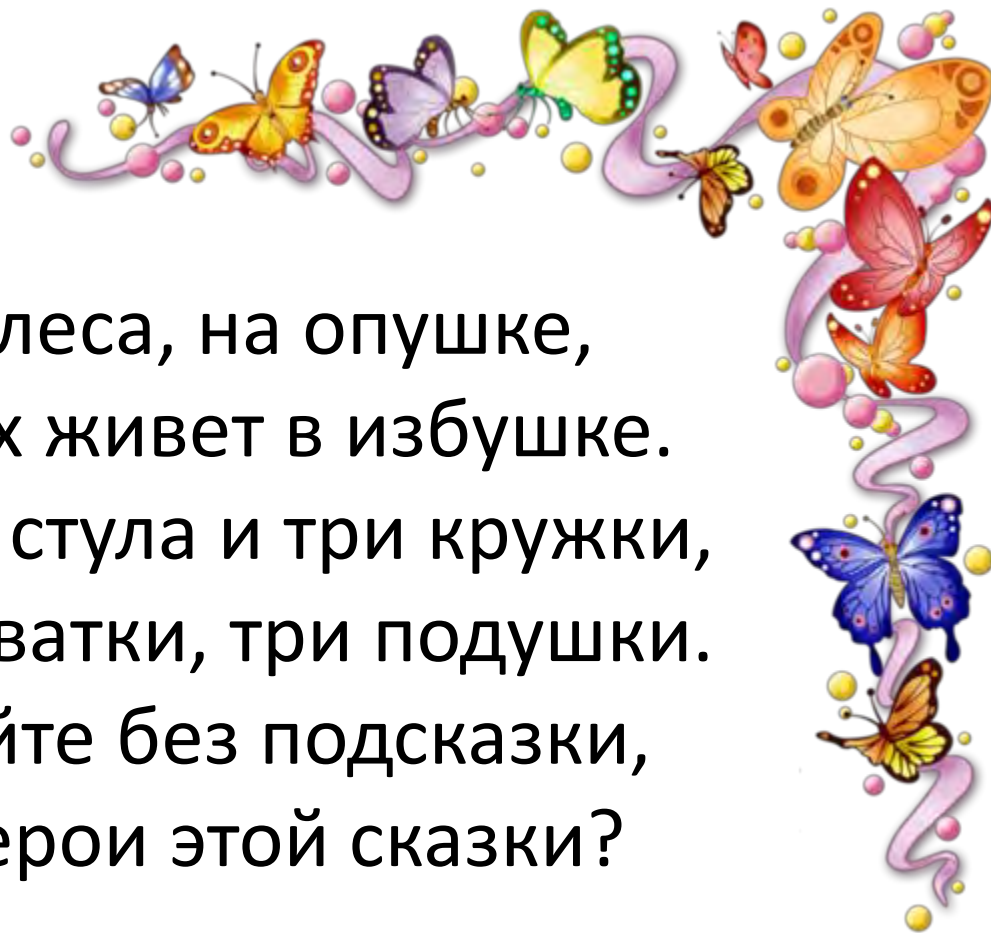 леса, на опушке,
х живет в избушке.
стула и три кружки,
ватки, три подушки.
йте без подсказки,
ерои этой сказки?